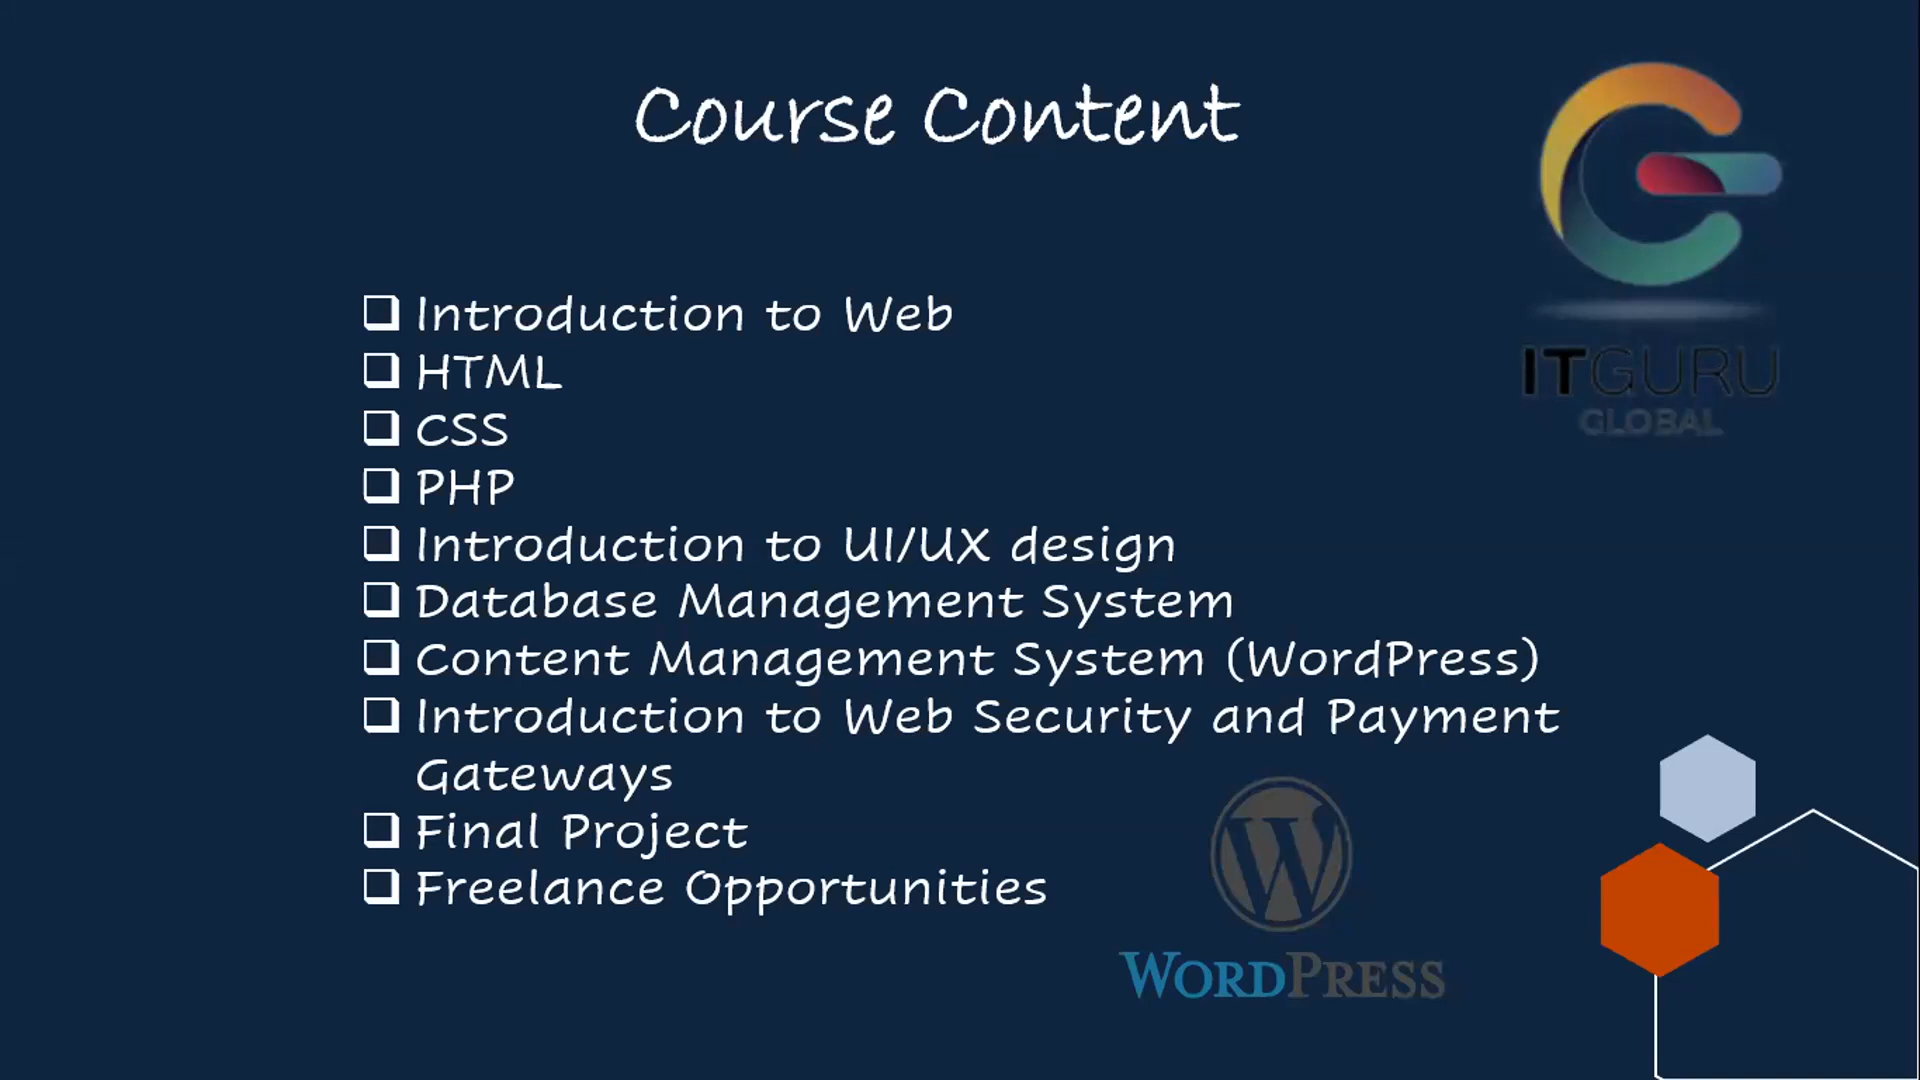 Course Content
ITGURU
GLOBAL
Introduction to Web
HTML
CSS
PHP
Introduction to UI/UX design
Database Management System
Content Management System (WordPress)
Introduction to Web Security and Payment
Gateways
Final Project
Freelance Opportunities
W
WORDPRESS